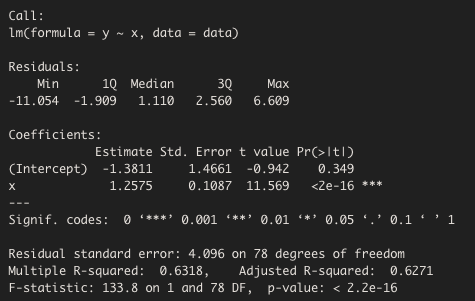 Call:
lm(formula = y ~ x, data = data)
Residuals:
    Min      1Q  Median      3Q     Max
-11.054  -1.909   1.110   2.560   6.609
Coefficients:
            Estimate Std. Error t value Pr(>|t|)
(Intercept)  -1.3811     1.4661  -0.942    0.349
x             1.2575     0.1087  11.569   <2e-16 ***
---
Signif. codes:  0 ‘***’ 0.001 ‘**’ 0.01 ‘*’ 0.05 ‘.’ 0.1 ‘ ’ 1
Residual standard error: 4.096 on 78 degrees of freedom
Multiple R-squared:  0.6318,    Adjusted R-squared:  0.6271
F-statistic: 133.8 on 1 and 78 DF,  p-value: < 2.2e-16